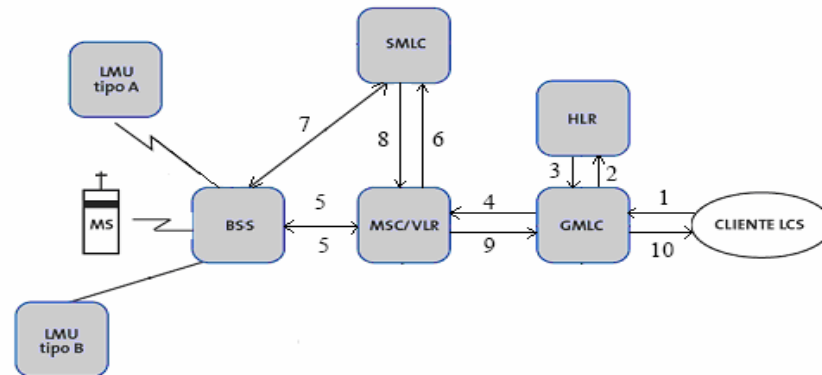 SMLC
LMU
tipo A
HLR
7
8
6
3
2
MS
BSS
5
5
MSC/VLR
4
9
GMLC
1
10
CLIENTE LCS
LMU
tipo B